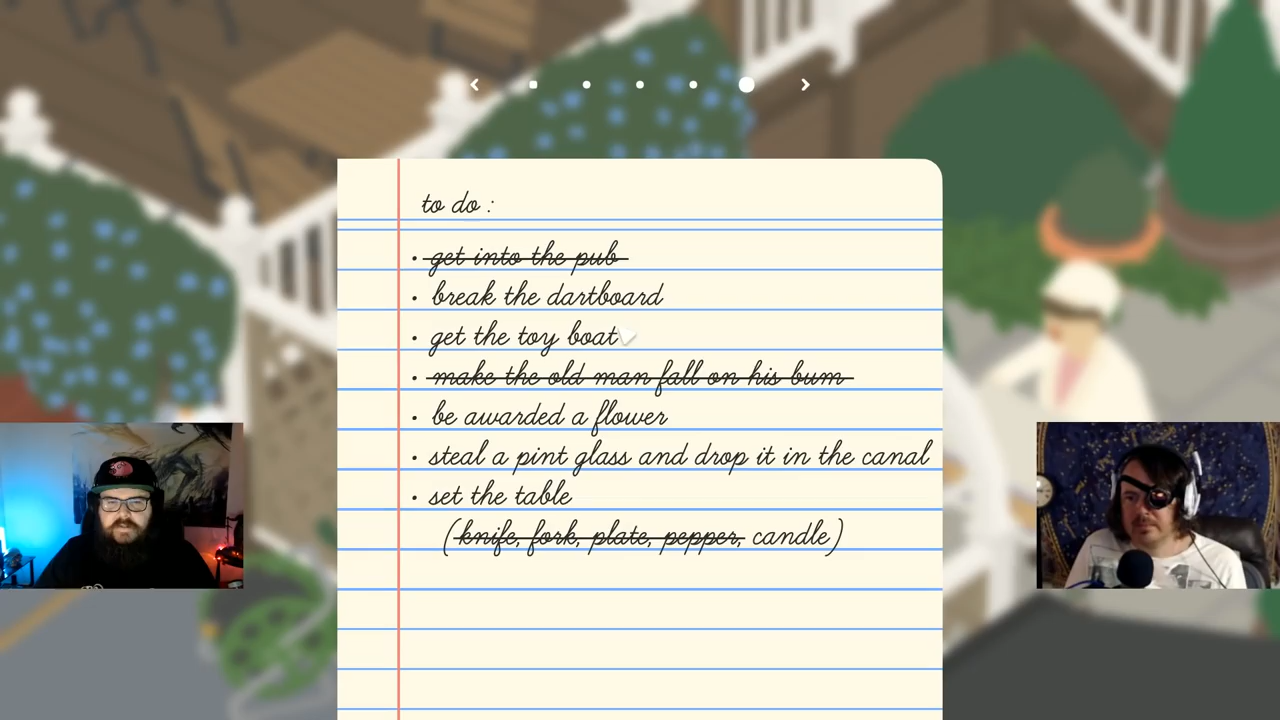 to do :
• get into the pub
• break the dartboard
• get the toy boat
• make the old man fall on his bum
• be awarded a flower
• steal a pint glass and drop it in the canal
• set the table
(knife, fork, plate, pepper, candle)